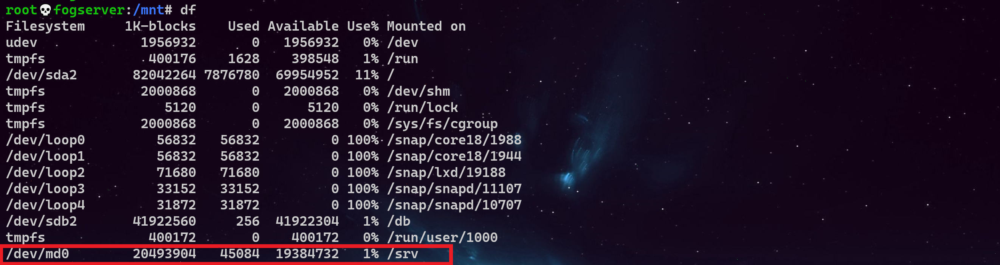 root💀fogserver:/mnt# df
Filesystem     1K-blocks    Used Available Use% Mounted on
udev             1956932       0   1956932   0% /dev
tmpfs             400176    1628    398548   1% /run
/dev/sda2       82042264 7876780  69954952  11% /
tmpfs            2000868       0   2000868   0% /dev/shm
tmpfs               5120       0      5120   0% /run/lock
tmpfs            2000868       0   2000868   0% /sys/fs/cgroup
/dev/loop0         56832   56832         0 100% /snap/core18/1988
/dev/loop1         56832   56832         0 100% /snap/core18/1944
/dev/loop2         71680   71680         0 100% /snap/lxd/19188
/dev/loop3         33152   33152         0 100% /snap/snapd/11107
/dev/loop4         31872   31872         0 100% /snap/snapd/10707
/dev/sdb2       41922560     256  41922304   1% /db
tmpfs             400172       0    400172   0% /run/user/1000
/dev/md0        20493904   45084  19384732   1% /srv